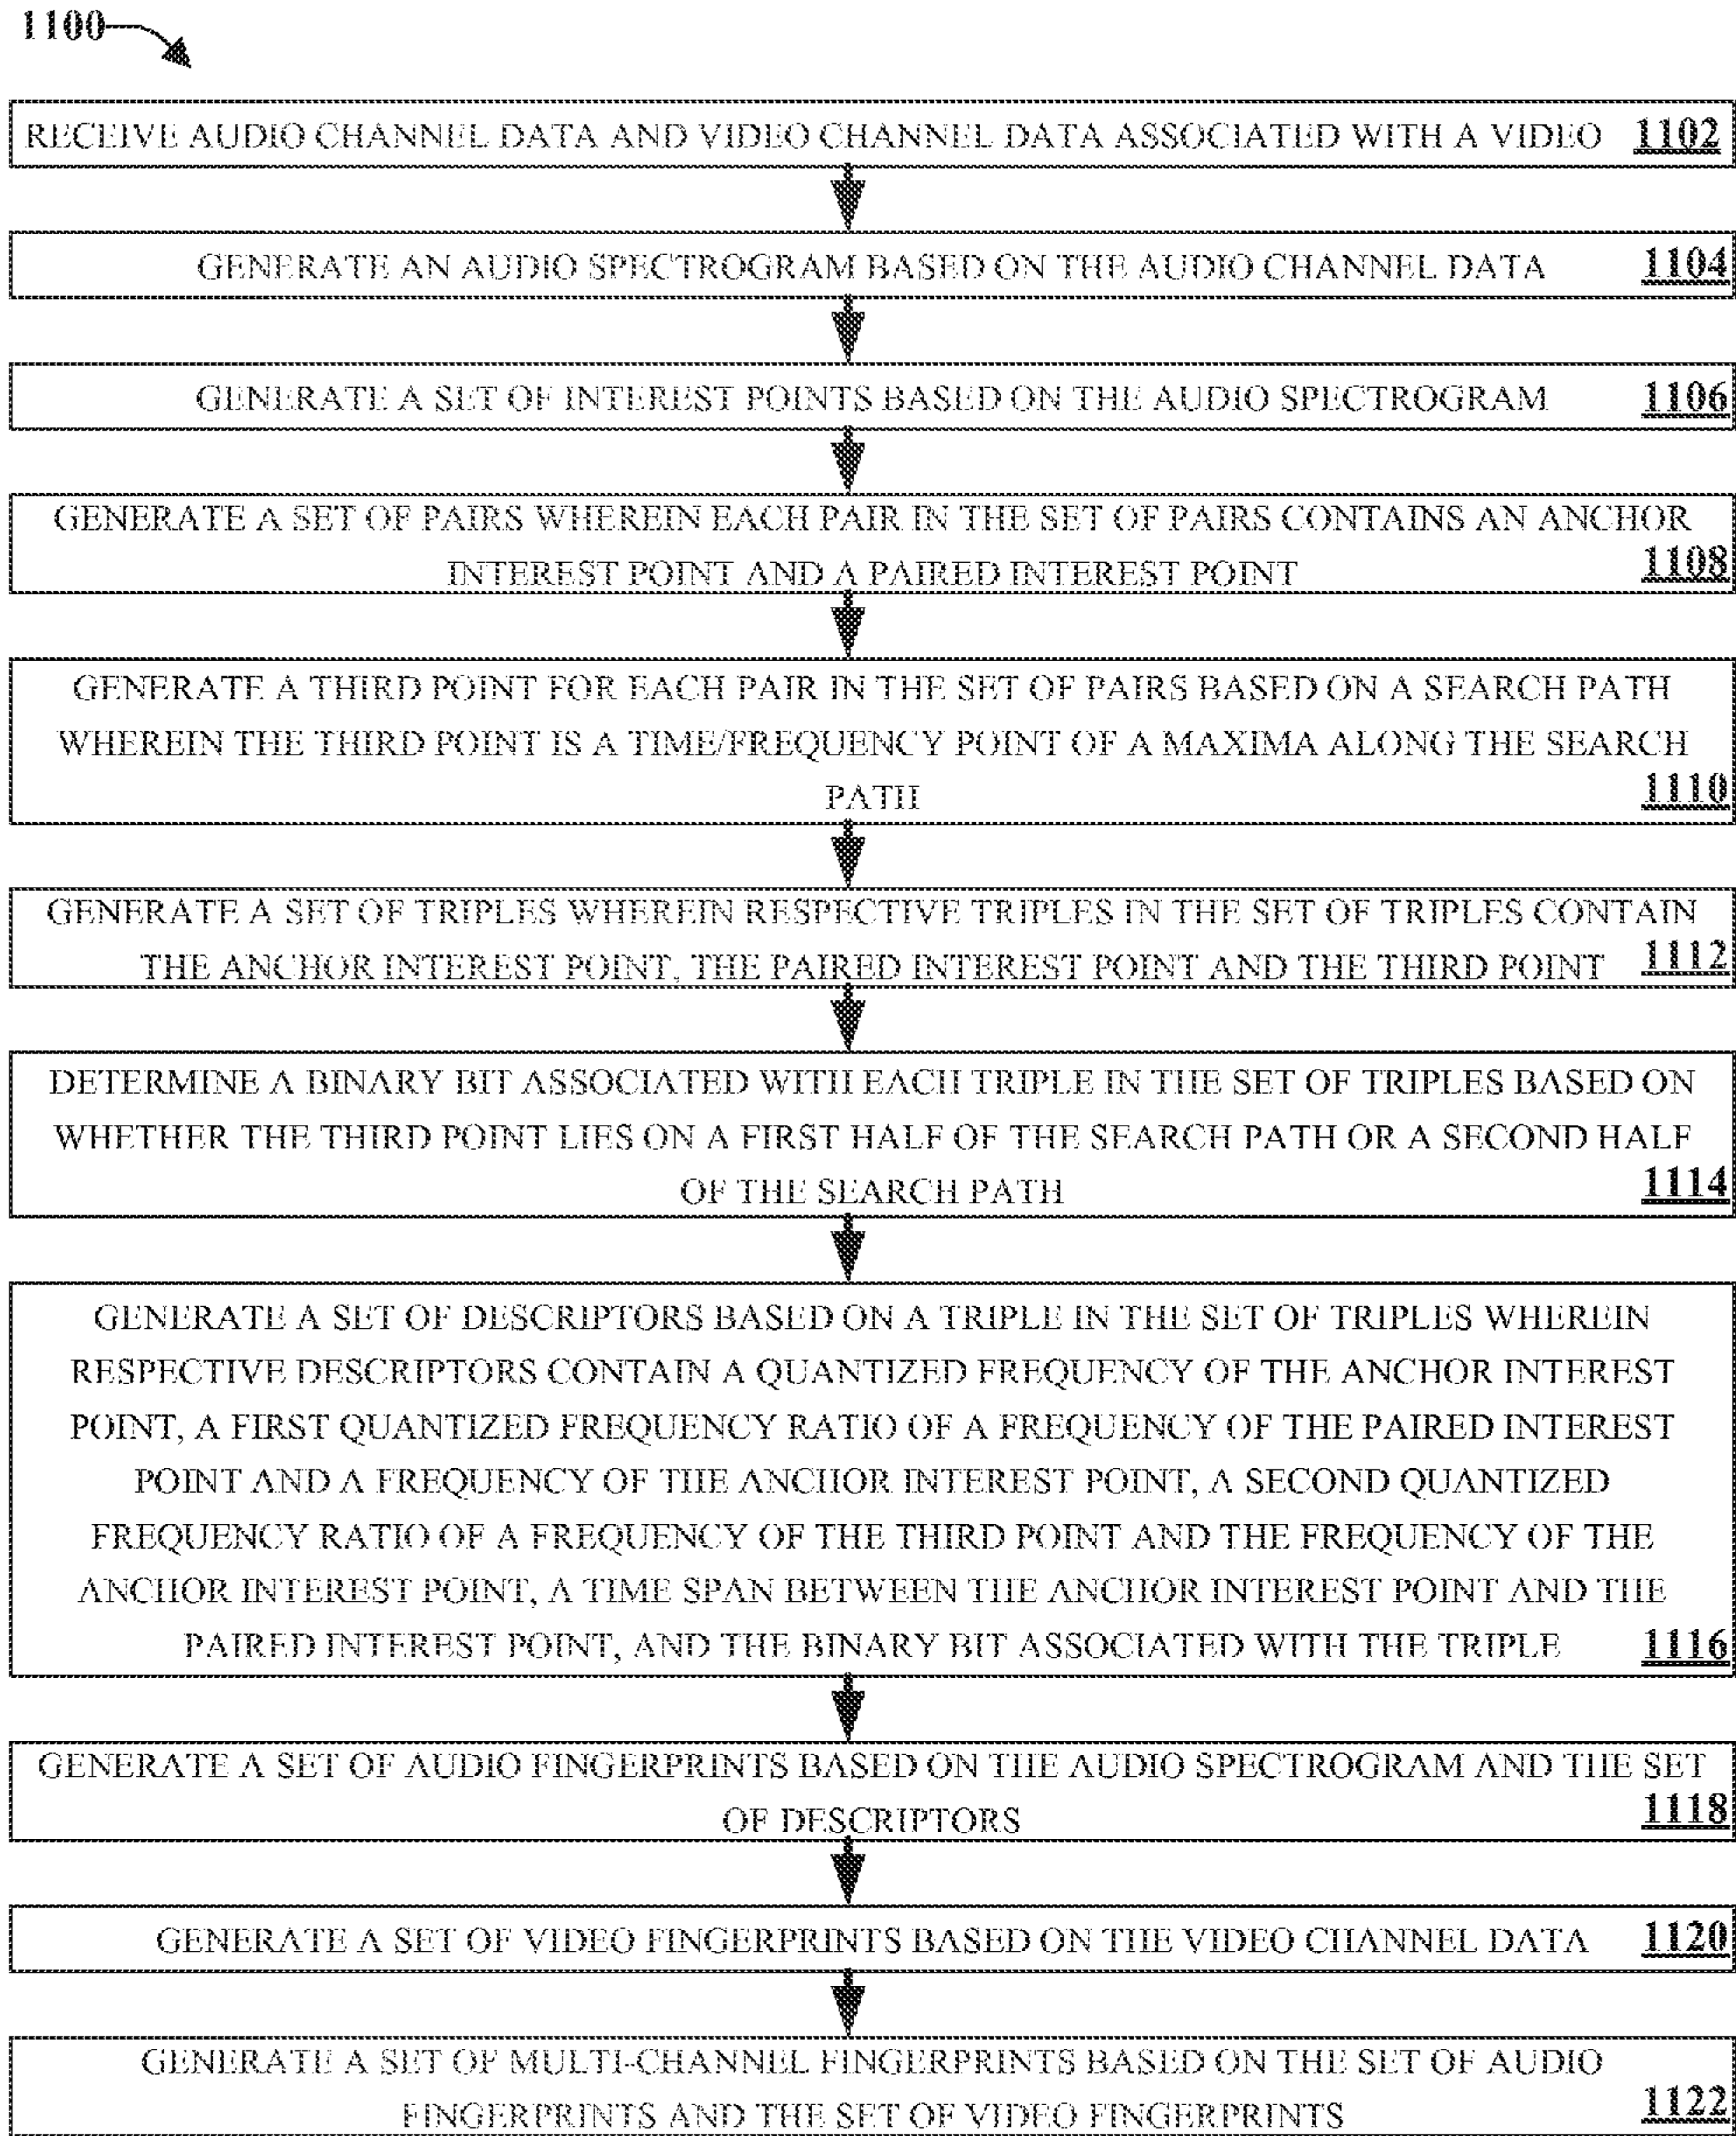 1100
RECEIVE AUDIO CHANNEL DATA AND VIDEO CHANNEL DATA ASSOCIATED WITH A VIDEO 1102
GENERATE AN AUDIO SPECTROGRAM BASED ON THE AUDIO CHANNEL DATA 1104
GENERATE A SET OF INTEREST POINTS BASED ON THE AUDIO SPECTROGRAM 1106
GENERATE A SET OF PAIRS WHEREIN EACH PAIR IN THE SET OF PAIRS CONTAINS AN ANCHOR
INTEREST POINT AND A PAIRED INTEREST POINT 1108
GENERATE A THIRD POINT FOR EACH PAIR IN THE SET OF PAIRS BASED ON A SEARCH PATH
WHEREIN THE THIRD POINT IS A TIME/FREQUENCY POINT OF A MAXIMA ALONG THE SEARCH
PATH 1110
GENERATE A SET OF TRIPLES WHEREIN RESPECTIVE TRIPLES IN THE SET OF TRIPLES CONTAIN
THE ANCHOR INTEREST POINT, THE PAIRED INTEREST POINT AND THE THIRD POINT 1112
DETERMINE A BINARY BIT ASSOCIATED WITH EACH TRIPLE IN THE SET OF TRIPLES BASED ON
WHETHER THE THIRD POINT LIES ON A FIRST HALF OF THE SEARCH PATH OR A SECOND HALF
OF THE SEARCH PATH 1114
GENERATE A SET OF DESCRIPTORS BASED ON A TRIPLE IN THE SET OF TRIPLES WHEREIN
RESPECTIVE DESCRIPTORS CONTAIN A QUANTIZED FREQUENCY OF THE ANCHOR INTEREST
POINT, A FIRST QUANTIZED FREQUENCY RATIO OF A FREQUENCY OF THE PAIRED INTEREST
POINT AND A FREQUENCY OF THE ANCHOR INTEREST POINT, A SECOND QUANTIZED
FREQUENCY RATIO OF A FREQUENCY OF THE THIRD POINT AND THE FREQUENCY OF THE
ANCHOR INTEREST POINT, A TIME SPAN BETWEEN THE ANCHOR INTEREST POINT AND THE
PAIRED INTEREST POINT, AND THE BINARY BIT ASSOCIATED WITH THE TRIPLE 1116
GENERATE A SET OF AUDIO FINGERPRINTS BASED ON THE AUDIO SPECTROGRAM AND THE SET
OF DESCRIPTORS 1118
GENERATE A SET OF VIDEO FINGERPRINTS BASED ON THE VIDEO CHANNEL DATA 1120
GENERATE A SET OF MULTI-CHANNEL FINGERPRINTS BASED ON THE SET OF AUDIO
FINGERPRINTS AND THE SET OF VIDEO FINGERPRINTS 1122